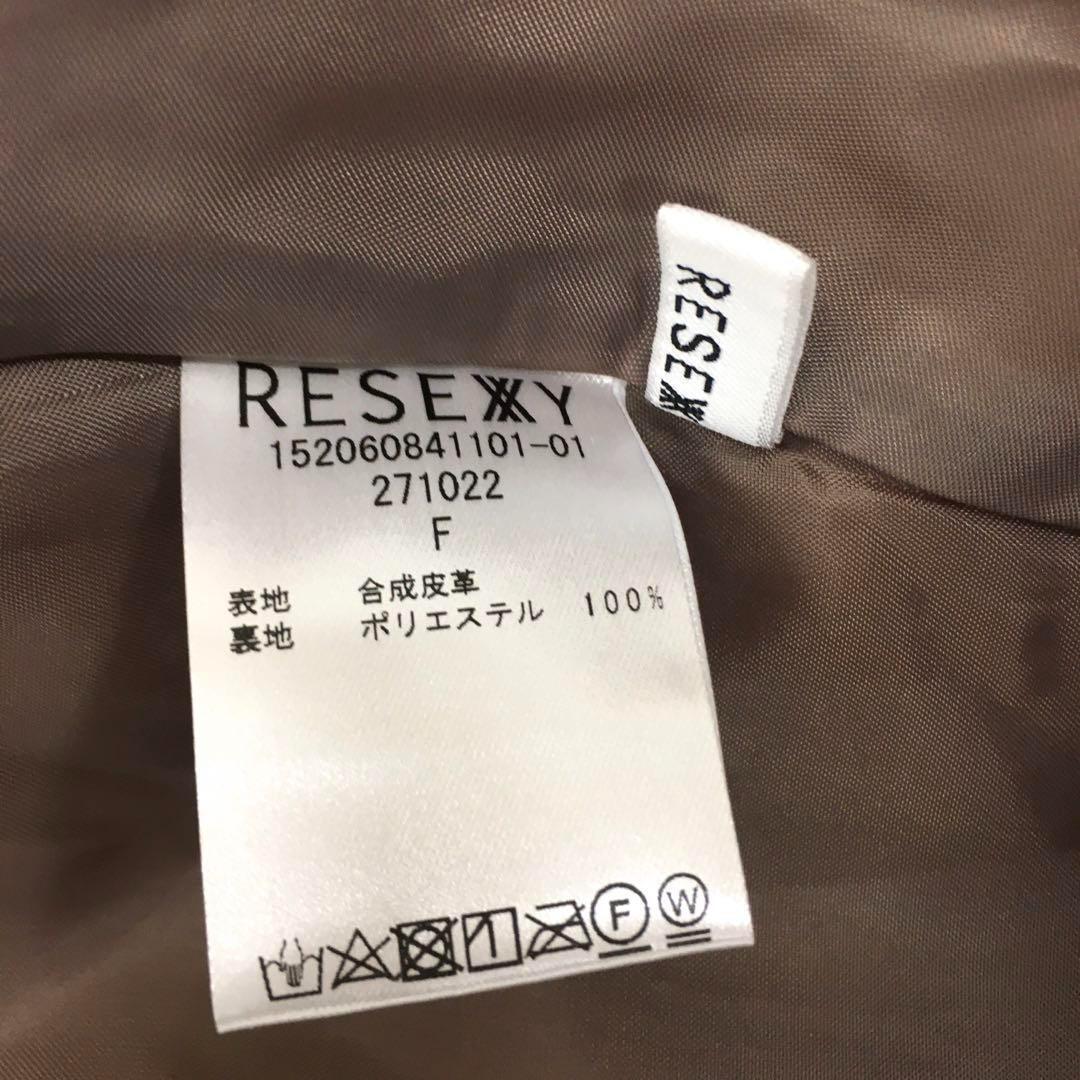 RESEXXY
152060841101-01
271022
F
表地 合成皮革
裏地 ポリエステル 100%
F
W
RESEXX